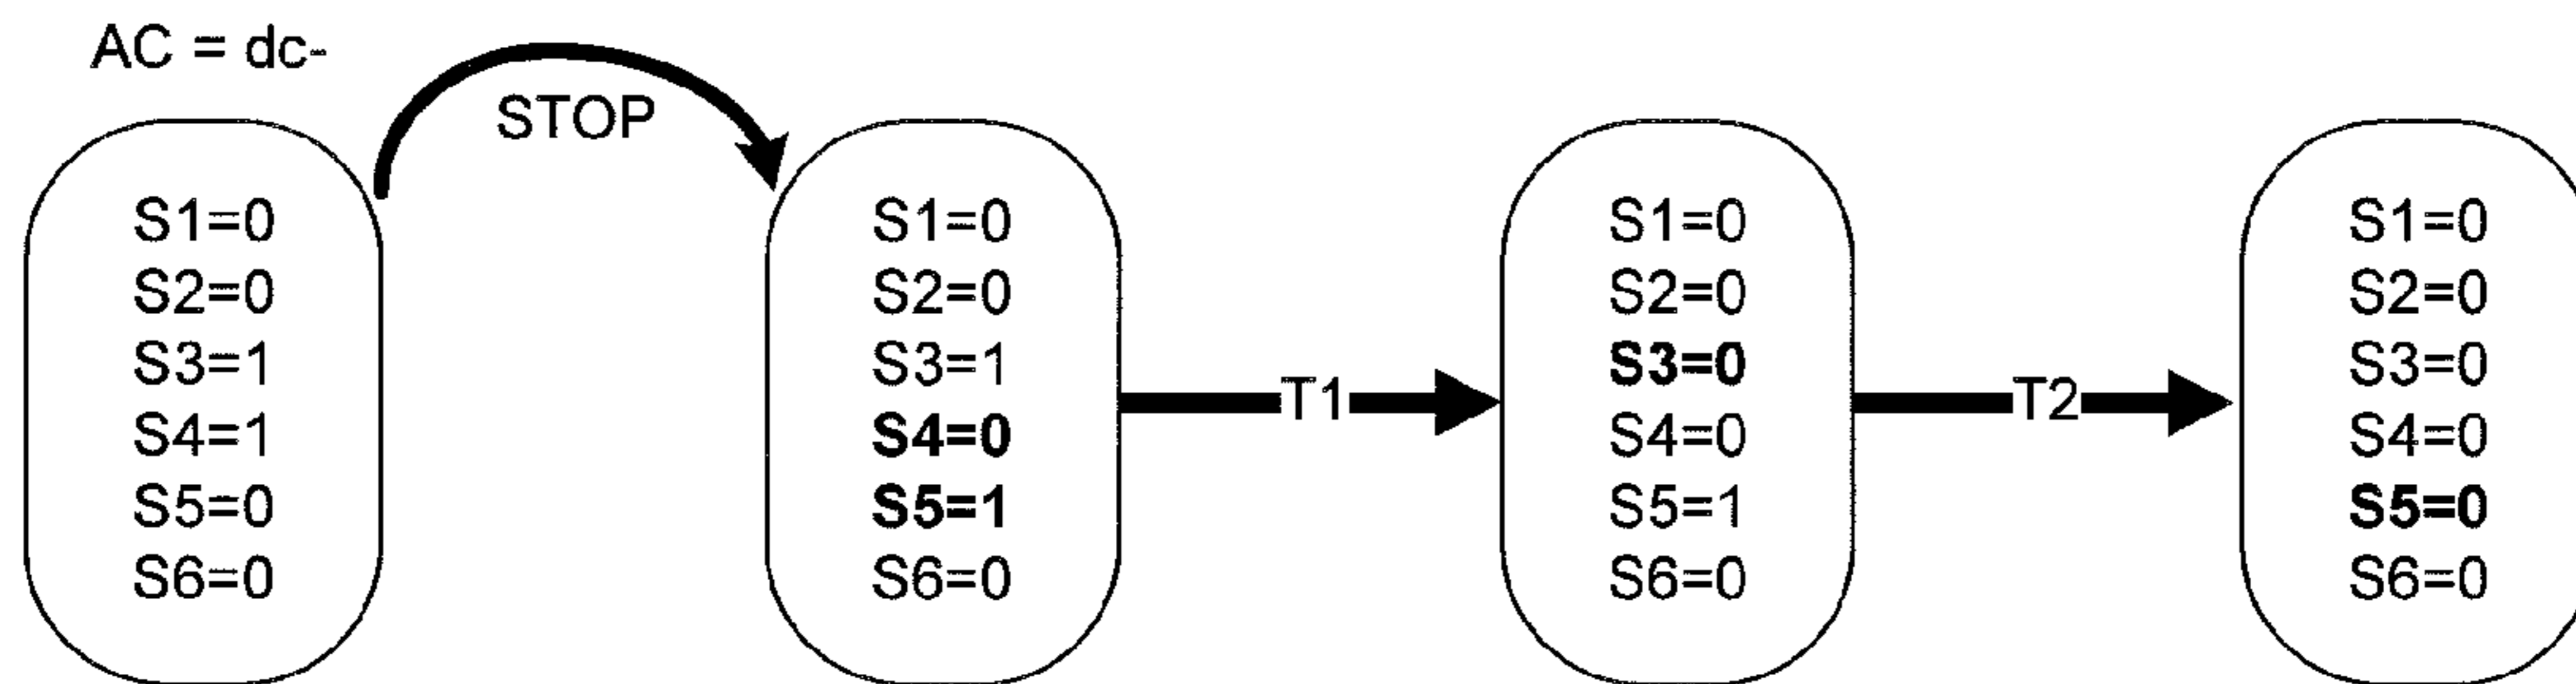 AC = dc-
STOP
S1=0
S2=0
S3=1
S4=1
S5=0
S6=0
S1=0
S2=0
S3=1
S4=0
S5=1
S6=0
T1
S1=0
S2=0
S3=0
S4=0
S5=1
S6=0
T2
S1=0
S2=0
S3=0
S4=0
S5=0
S6=0